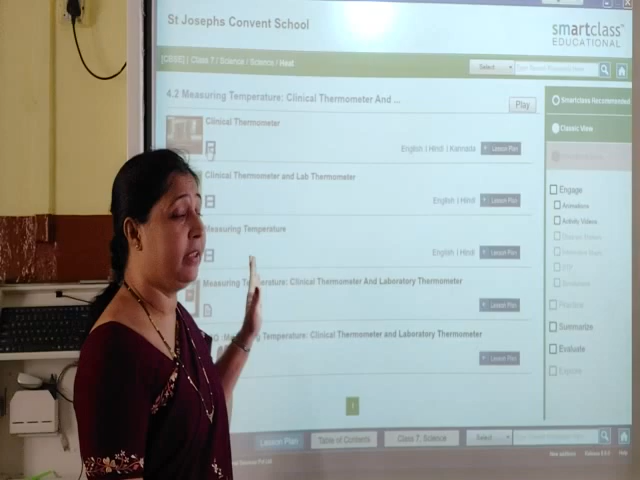 St Josephs Convent School
smartclass
EDUCATIONAL
[CBSE] | Class 7 / Science / Science / Heat
Select
4.2 Measuring Temperature: Clinical Thermometer And ...
Play
Smartclass Recommended
Clinical Thermometer
Classic View
English | Hindi | Kannada
Lesson Plan
Clinical Thermometer and Lab Thermometer
English | Hindi
Lesson Plan
Engage
Animations
Activity Videos
Measuring Temperature
English | Hindi
Lesson Plan
Measuring Temperature: Clinical Thermometer And Laboratory Thermometer
Lesson Plan
Practice
Summarize
Temperature: Clinical Thermometer and Laboratory Thermometer
Lesson Plan
Evaluate
Explore
1
Lesson Plan
Table of Contents
Class 7, Science
Select
Help